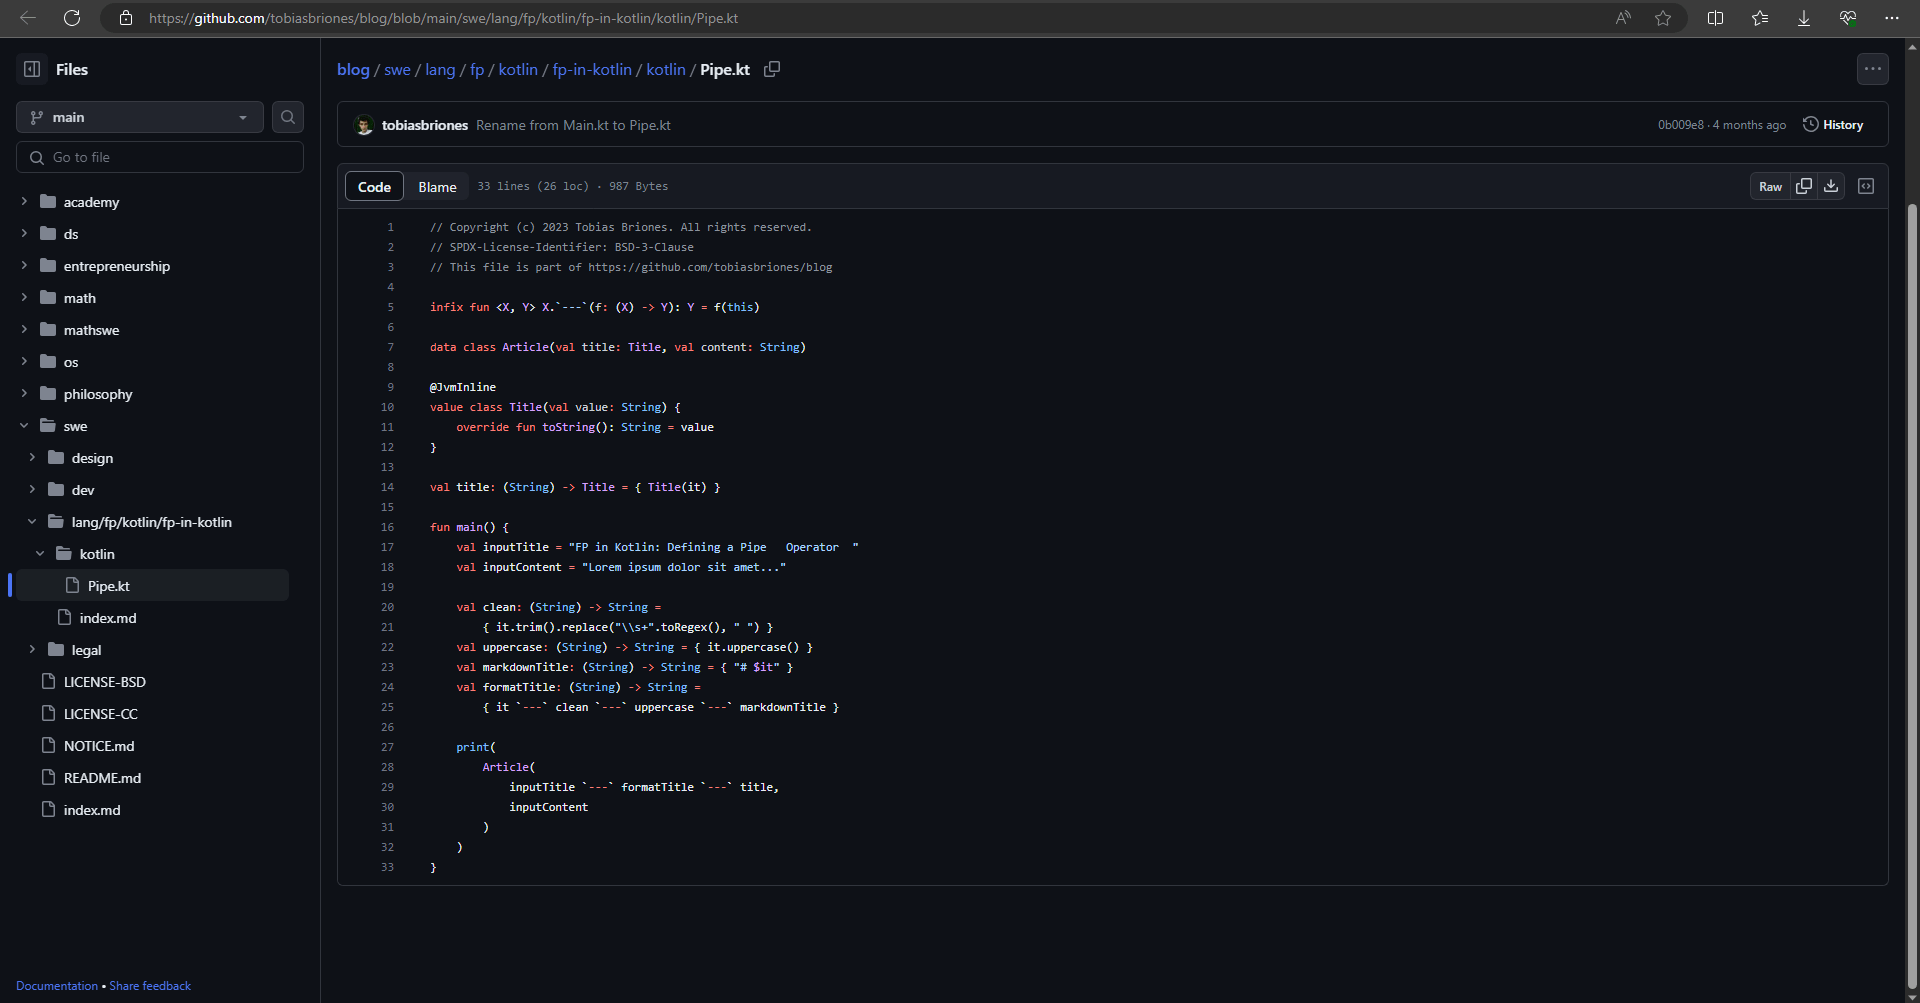 https://github.com/tobiasbriones/blog/blob/main/swe/lang/fp/kotlin/fp-in-kotlin/kotlin/Pipe.kt
Files
main
Go to file
academy
ds
entrepreneurship
math
mathswe
os
philosophy
swe
design
dev
lang/fp/kotlin/fp-in-kotlin
kotlin
Pipe.kt
index.md
legal
LICENSE-BSD
LICENSE-CC
NOTICE.md
README.md
index.md
Documentation • Share feedback
blog / swe / lang / fp / kotlin / fp-in-kotlin / kotlin / Pipe.kt
tobiasbriones Rename from Main.kt to Pipe.kt
0b009e8 · 4 months ago History
Code Blame 33 lines (26 loc) · 987 Bytes
Raw
1 // Copyright (c) 2023 Tobias Briones. All rights reserved.
2 // SPDX-License-Identifier: BSD-3-Clause
3 // This file is part of https://github.com/tobiasbriones/blog
4
5 infix fun <X, Y> X.`---`(f: (X) -> Y): Y = f(this)
6
7 data class Article(val title: Title, val content: String)
8
9 @JvmInline
10 value class Title(val value: String) {
11     override fun toString(): String = value
12 }
13
14 val title: (String) -> Title = { Title(it) }
15
16 fun main() {
17     val inputTitle = "FP in Kotlin: Defining a Pipe   Operator  "
18     val inputContent = "Lorem ipsum dolor sit amet..."
19
20     val clean: (String) -> String =
21         { it.trim().replace("\\s+".toRegex(), " ") }
22     val uppercase: (String) -> String = { it.uppercase() }
23     val markdownTitle: (String) -> String = { "# $it" }
24     val formatTitle: (String) -> String =
25         { it `---` clean `---` uppercase `---` markdownTitle }
26
27     print(
28         Article(
29             inputTitle `---` formatTitle `---` title,
30             inputContent
31         )
32     )
33 }